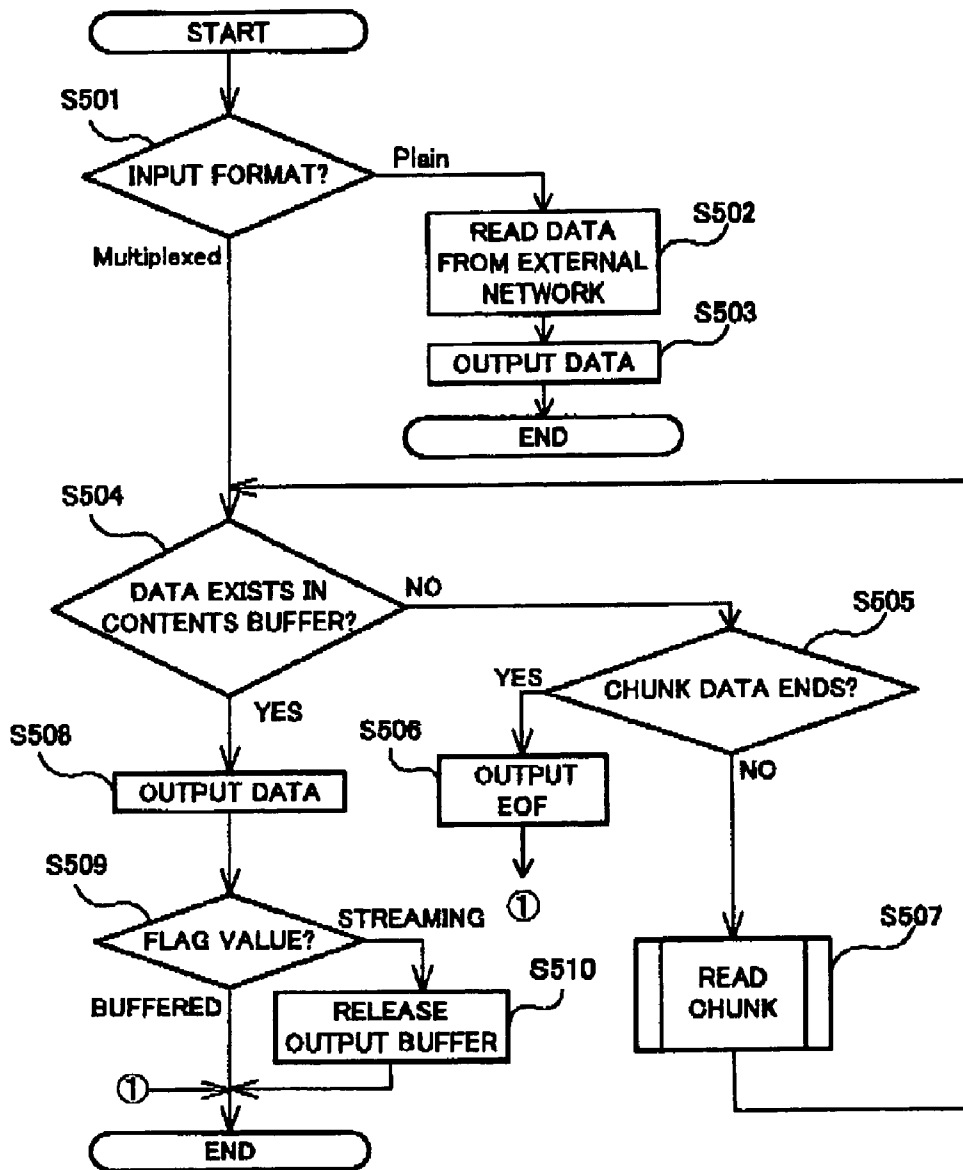 START
S501
INPUT FORMAT?
Plain
S502
READ DATA
FROM EXTERNAL
NETWORK
Multiplexed
S503
OUTPUT DATA
END
S504
DATA EXISTS IN
CONTENTS BUFFER?
NO
S505
CHUNK DATA ENDS?
YES
YES
S506
OUTPUT
EOF
①
NO
S508
OUTPUT DATA
S509
FLAG VALUE?
STREAMING
S507
READ
CHUNK
BUFFERED
S510
RELEASE
OUTPUT BUFFER
①
END